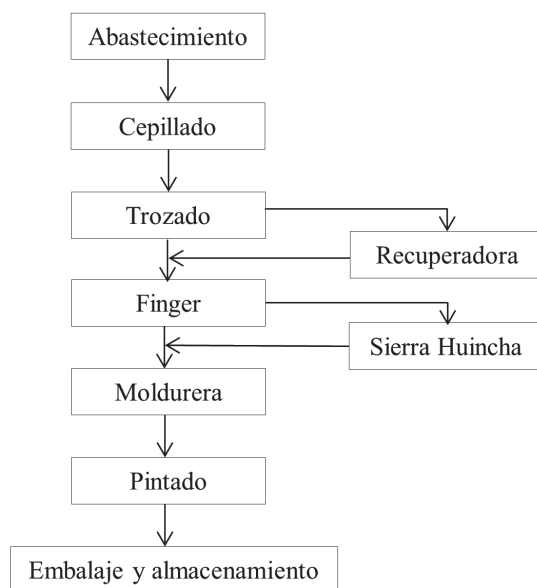 Abastecimiento
Cepillado
Trozado
Recuperadora
Finger
Sierra Huincha
Moldurera
Pintado
Embalaje y almacenamiento